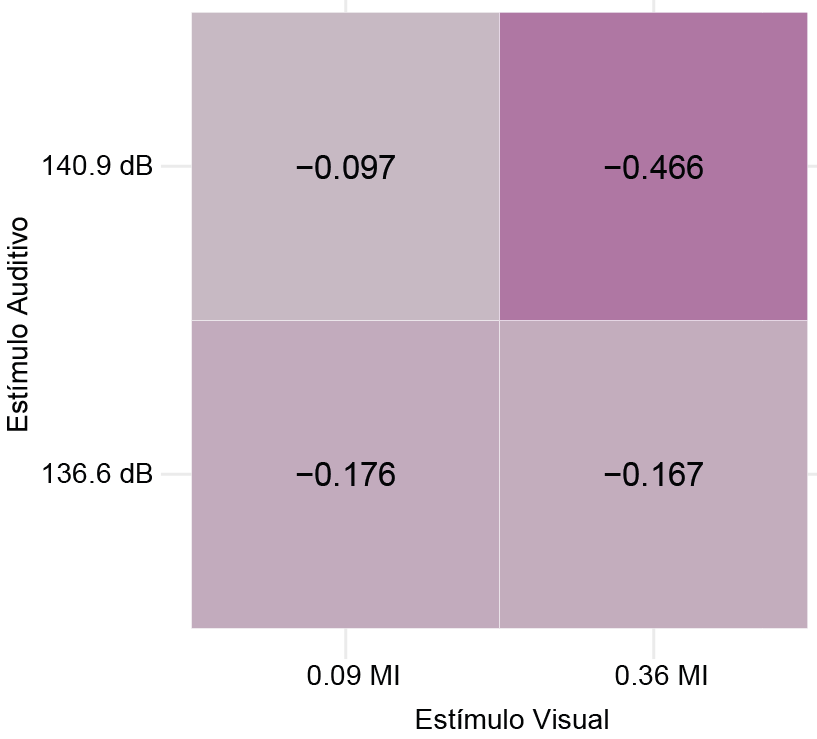 Estímulo Auditivo
140.9 dB
−0.097
−0.466
136.6 dB
−0.176
−0.167
0.09 MI
0.36 MI
Estímulo Visual